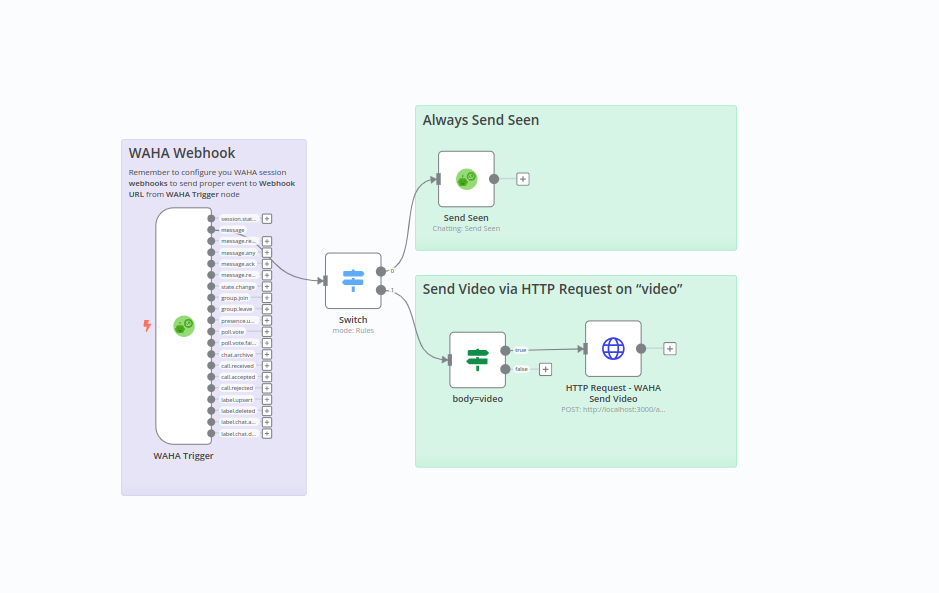 WAHA Webhook
Remember to configure you WAHA session
webhooks to send proper event to Webhook
URL from WAHA Trigger node
session.stat...
message
message.re...
message.any
message.ack
message.re...
state.change
group.join
group.leave
presence.u...
poll.vote
poll.vote.fai...
chat.archive
call.received
call.accepted
call.rejected
label.upsert
label.deleted
label.chat.a...
label.chat.d...
WAHA Trigger
Switch
mode: Rules
0
1
Always Send Seen
Send Seen
Chatting: Send Seen
Send Video via HTTP Request on “video”
true
false
body=video
HTTP Request - WAHA
Send Video
POST: http://localhost:3000/a...